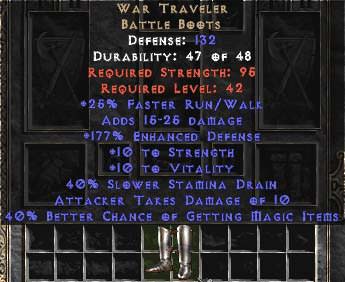 War Traveler
Battle Boots
Defense: 132
Durability: 47 of 48
Required Strength: 95
Required Level: 42
+25% Faster Run/Walk
Adds 15-25 damage
+177% Enhanced Defense
+10 to Strength
+10 to Vitality
40% Slower Stamina Drain
Attacker Takes Damage of 10
40% Better Chance of Getting Magic Items